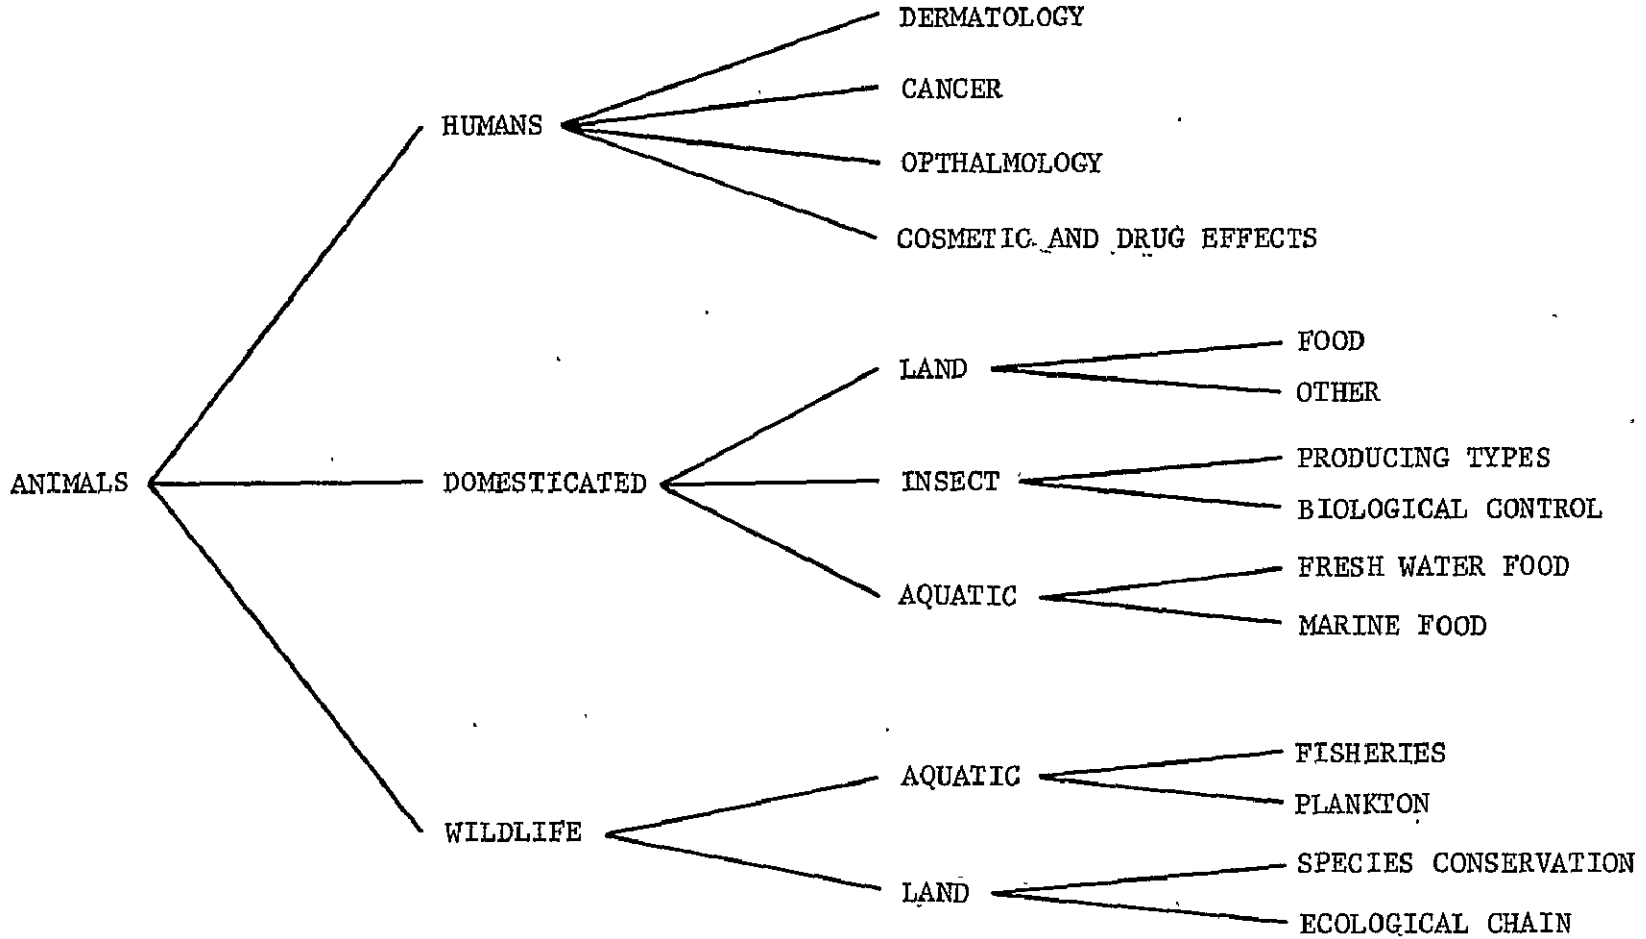 ANIMALS
HUMANS
DERMATOLOGY
CANCER
OPTHALMOLOGY
COSMETIC AND DRUG EFFECTS
DOMESTICATED
LAND
FOOD
OTHER
INSECT
PRODUCING TYPES
BIOLOGICAL CONTROL
AQUATIC
FRESH WATER FOOD
MARINE FOOD
WILDLIFE
AQUATIC
FISHERIES
PLANKTON
LAND
SPECIES CONSERVATION
ECOLOGICAL CHAIN